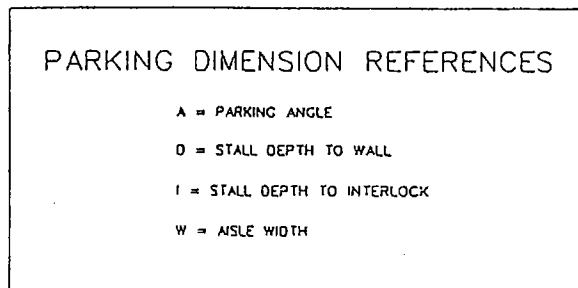 PARKING DIMENSION REFERENCES
A = PARKING ANGLE
D = STALL DEPTH TO WALL
I = STALL DEPTH TO INTERLOCK
W = AISLE WIDTH